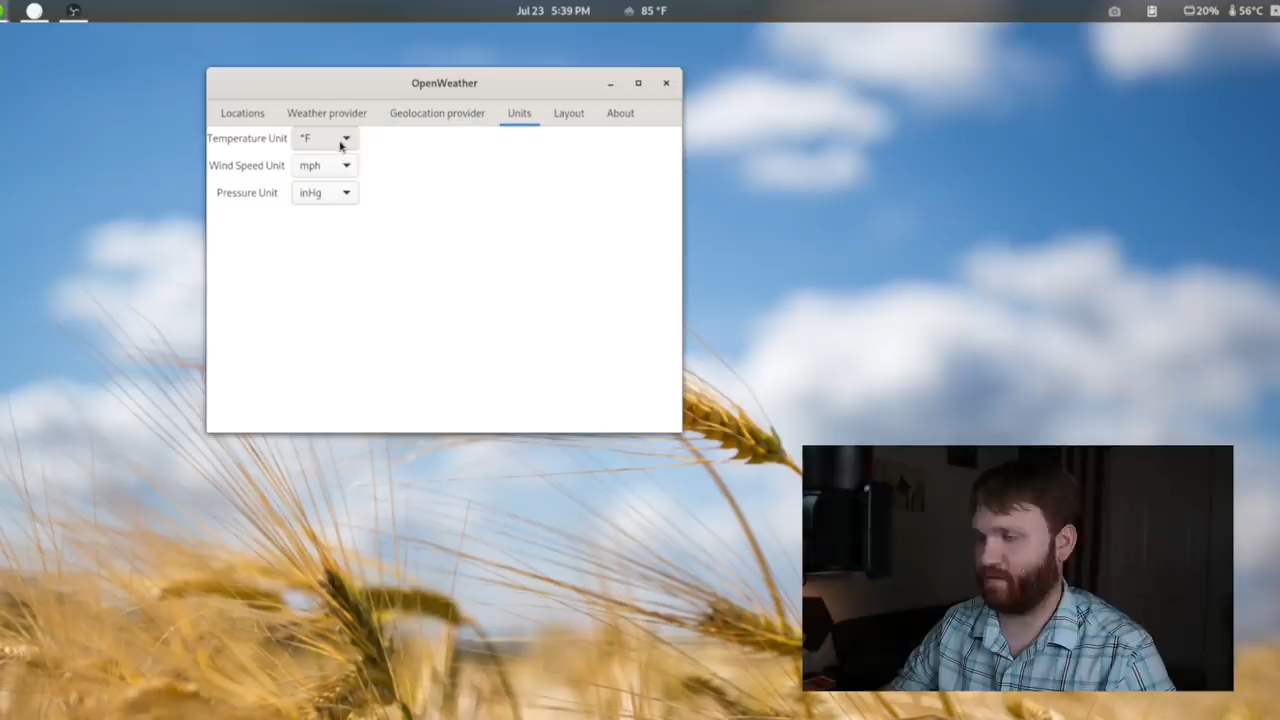 Jul 23 5:39 PM 85 °F
20% 56°C
OpenWeather
Locations Weather provider Geolocation provider Units Layout About
Temperature Unit °F
Wind Speed Unit mph
Pressure Unit inHg